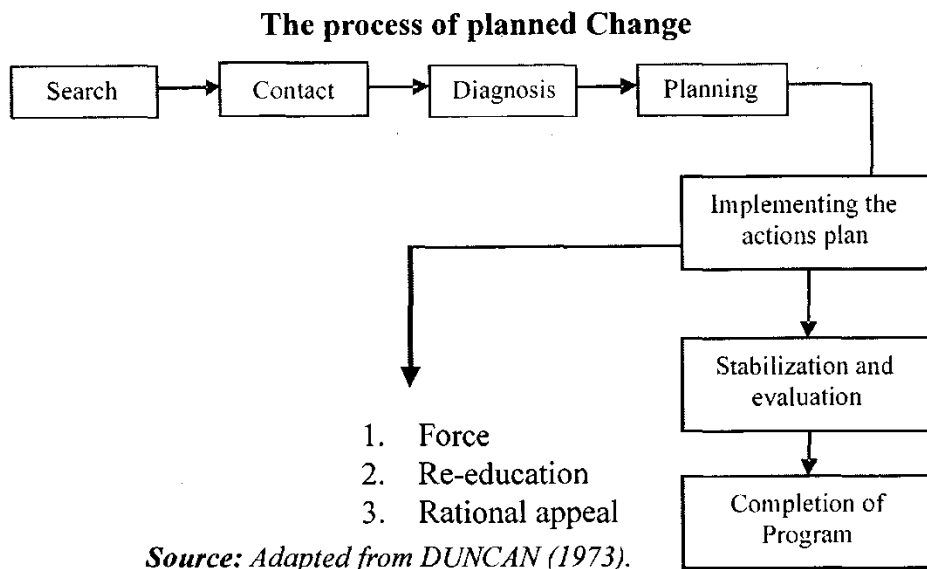 The process of planned Change
Search
Contact
Diagnosis
Planning
Implementing the
actions plan
Stabilization and
evaluation
Completion of
Program
1. Force
2. Re-education
3. Rational appeal
Source: Adapted from DUNCAN (1973).